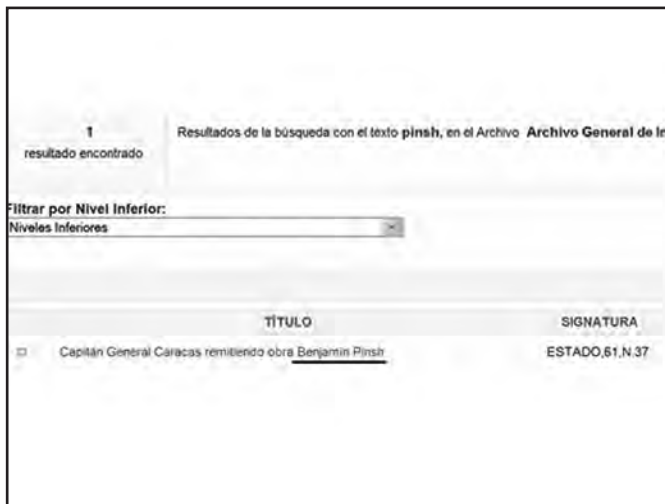 1
resultado encontrado
Resultados de la búsqueda con el texto pinsh, en el Archivo Archivo General de In
Filtrar por Nivel Inferior:
Niveles Inferiores
TÍTULO SIGNATURA
Capitán General Caracas remitiendo obra Benjamin Pinsh ESTADO,61,N.37